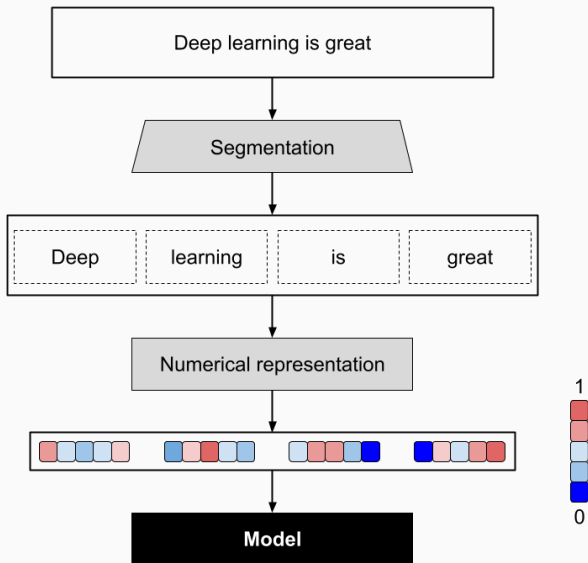 Deep learning is great
Segmentation
Deep learning is great
Numerical representation
1
0
Model